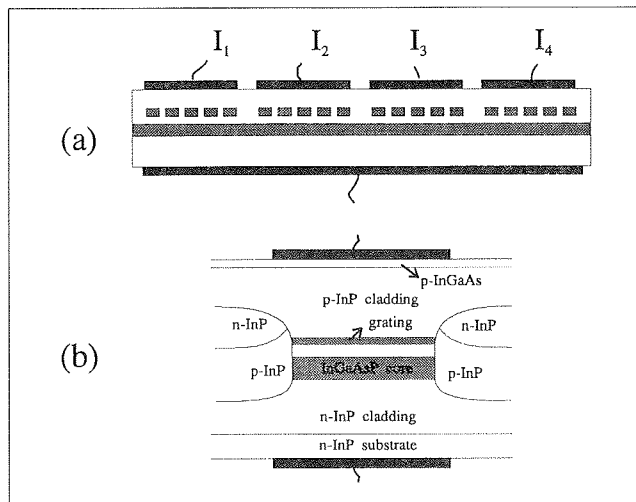 I₁ I₂ I₃ I₄
(a)
p-InGaAs
p-InP cladding
n-InP grating n-InP
(b)
p-InP InGaAsP core p-InP
n-InP cladding
n-InP substrate